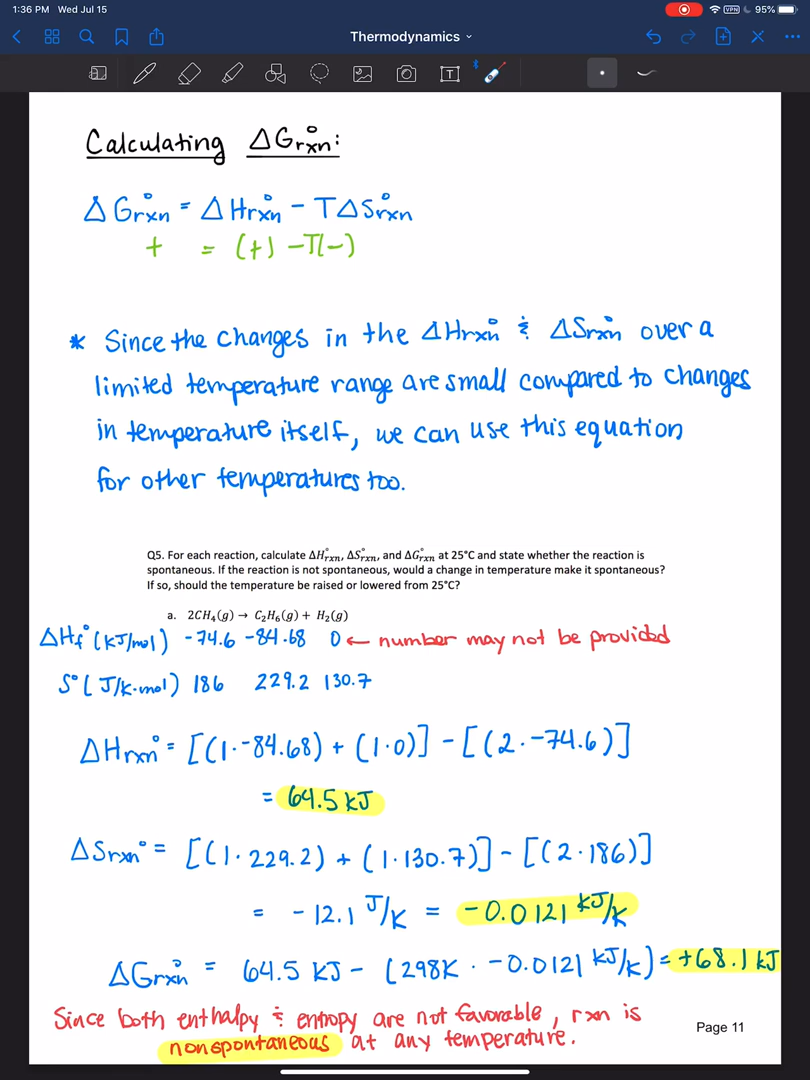 1:36 PM Wed Jul 15
VPN 95%
Thermodynamics
T
Calculating ΔG°rxn:
ΔG°rxn = ΔH°rxn - TΔS°rxn
+ = (+) -T(-)
* Since the changes in the ΔH°rxn & ΔS°rxn over a
limited temperature range are small compared to changes
in temperature itself, we can use this equation
for other temperatures too.
Q5. For each reaction, calculate ΔH°rxn, ΔS°rxn, and ΔG°rxn at 25°C and state whether the reaction is
spontaneous. If the reaction is not spontaneous, would a change in temperature make it spontaneous?
If so, should the temperature be raised or lowered from 25°C?
a. 2CH₄(g) → C₂H₆(g) + H₂(g)
ΔHf° (kJ/mol) -74.6 -84.68 0 ← number may not be provided
S° (J/K·mol) 186 229.2 130.7
ΔH°rxn = [(1·-84.68) + (1·0)] - [(2·-74.6)]
= 64.5 kJ
ΔS°rxn = [(1·229.2) + (1·130.7)] - [(2·186)]
= -12.1 J/K = -0.0121 kJ/K
ΔG°rxn = 64.5 kJ - (298K · -0.0121 kJ/K) = +68.1 kJ
Since both enthalpy & entropy are not favorable, rxn is
nonspontaneous at any temperature.
Page 11